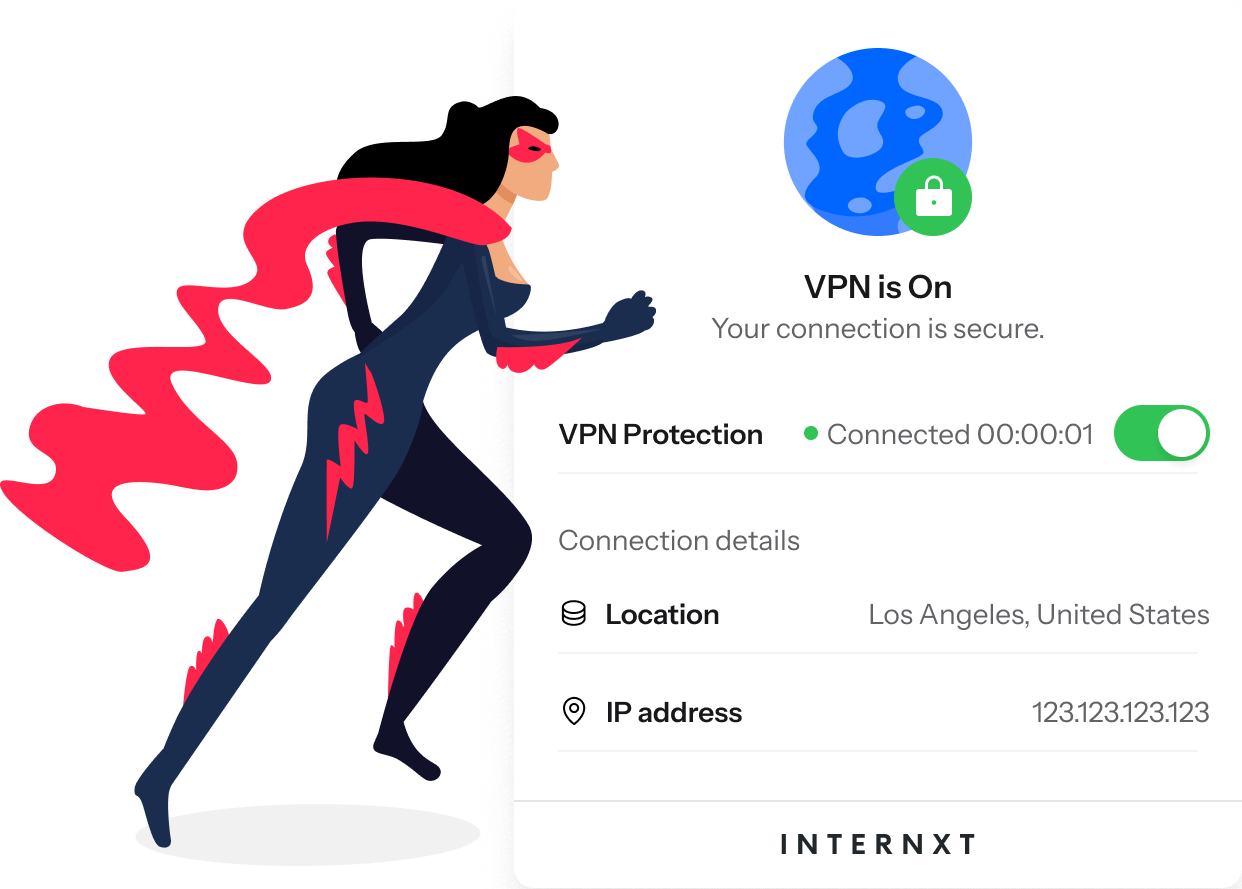 VPN is On
Your connection is secure.
VPN Protection Connected 00:00:01
Connection details
Location Los Angeles, United States
IP address 123.123.123.123
INTERNXT